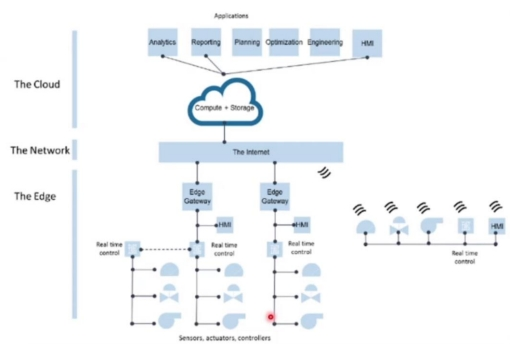 Applications
Analytics
Reporting
Planning
Optimization
Engineering
HMI
The Cloud
Compute + Storage
The Network
The Internet
The Edge
Edge
Gateway
Edge
Gateway
HMI
HMI
HMI
Real time
control
Real time
control
Real time
control
Real time
control
Sensors, actuators, controllers